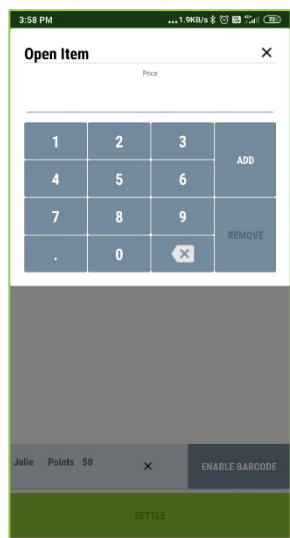 3:58 PM ...1.9KB/s 72
Open Item ×
Price
1 2 3
ADD
4 5 6
7 8 9
REMOVE
. 0 ×
Julie Points 50 × ENABLE BARCODE
SETTLE